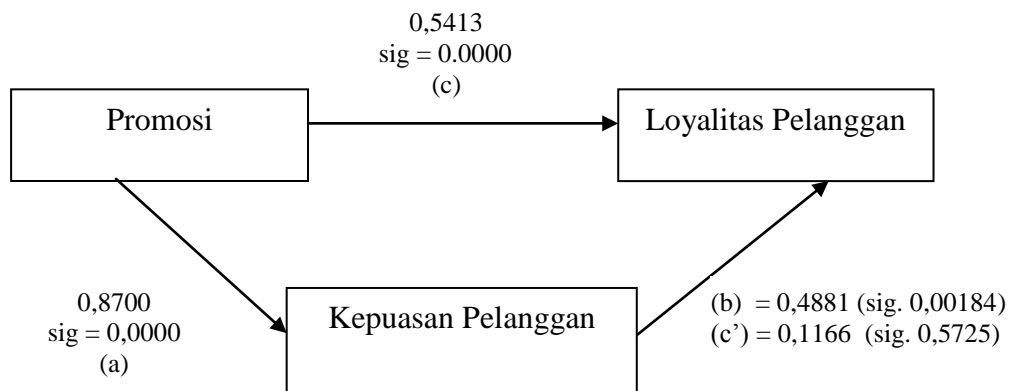 0,5413
sig = 0.0000
(c)
Promosi
Loyalitas Pelanggan
0,8700
sig = 0,0000
(a)
Kepuasan Pelanggan
(b) = 0,4881 (sig. 0,00184)
(c’) = 0,1166 (sig. 0,5725)